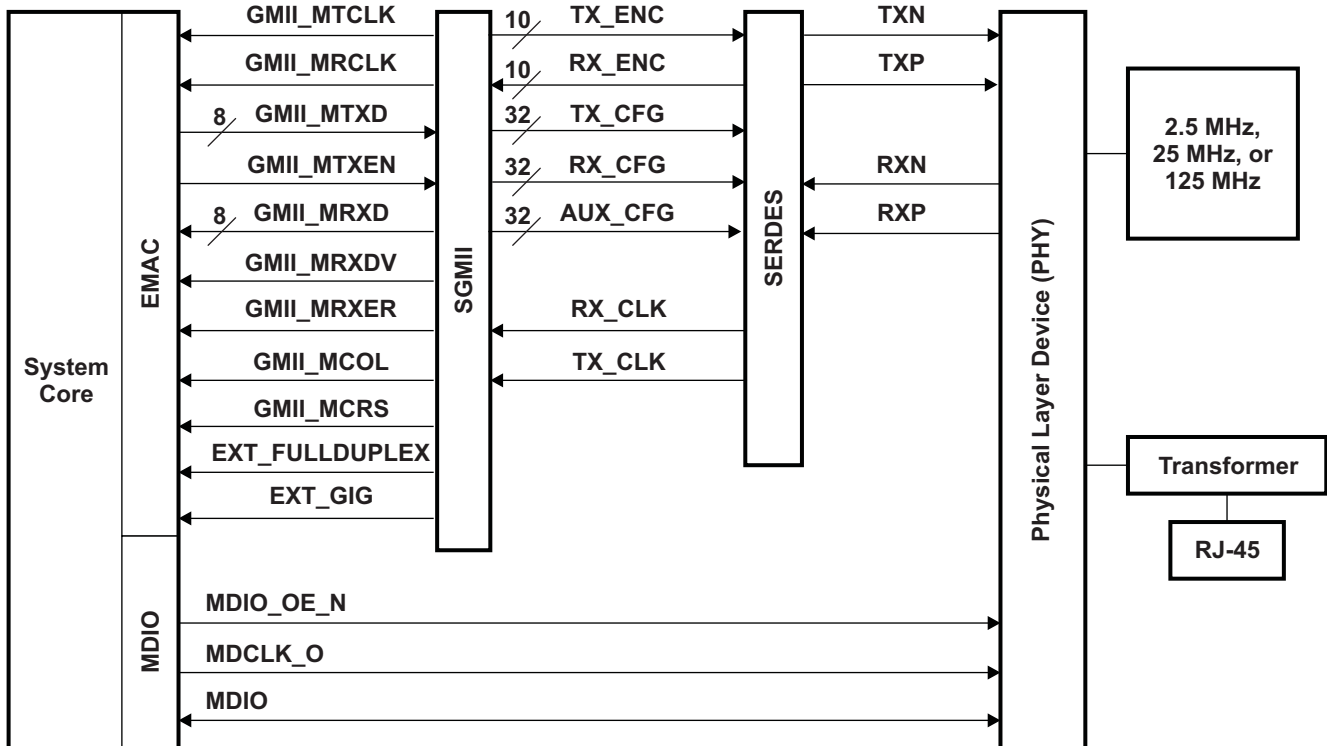 GMII_MTCLK
10 TX_ENC
TXN
GMII_MRCLK
10 RX_ENC
TXP
8 GMII_MTXD
32 TX_CFG
GMII_MTXEN
32 RX_CFG
RXN
8 GMII_MRXD
32 AUX_CFG
RXP
GMII_MRXDV
GMII_MRXER
RX_CLK
GMII_MCOL
TX_CLK
GMII_MCRS
EXT_FULLDUPLEX
EXT_GIG
System
Core
EMAC
SGMII
SERDES
Physical Layer Device (PHY)
2.5 MHz,
25 MHz, or
125 MHz
Transformer
RJ-45
MDIO
MDIO_OE_N
MDCLK_O
MDIO